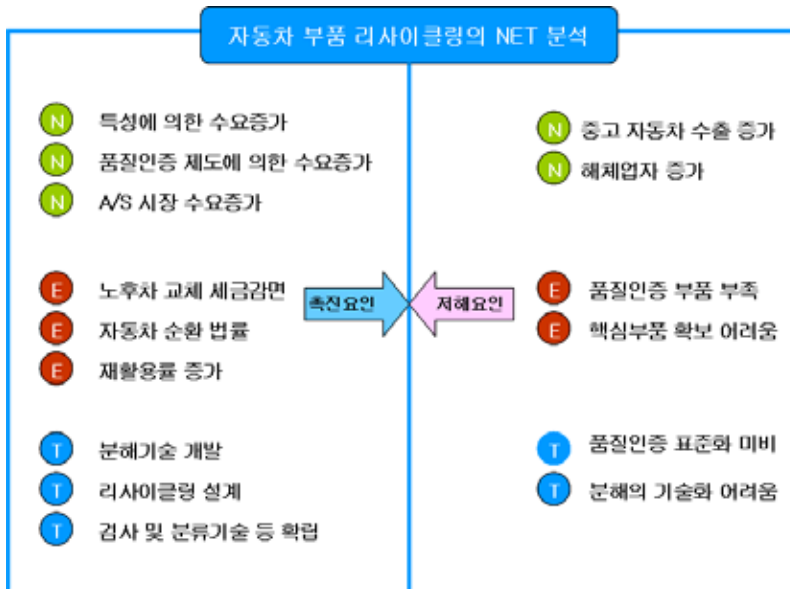 자동차 부품 리사이클링의 NET 분석
N 특성에 의한 수요증가
N 품질인증 제도에 의한 수요증가
N A/S 시장 수요증가
E 노후차 교체 세금감면
E 자동차 순환 법률
E 재활용률 증가
T 분해기술 개발
T 리사이클링 설계
T 검사 및 분류기술 등 확립
촉진요인
저해요인
N 중고 자동차 수출 증가
N 해체업자 증가
E 품질인증 부품 부족
E 핵심부품 확보 어려움
T 품질인증 표준화 미비
T 분해의 기술화 어려움